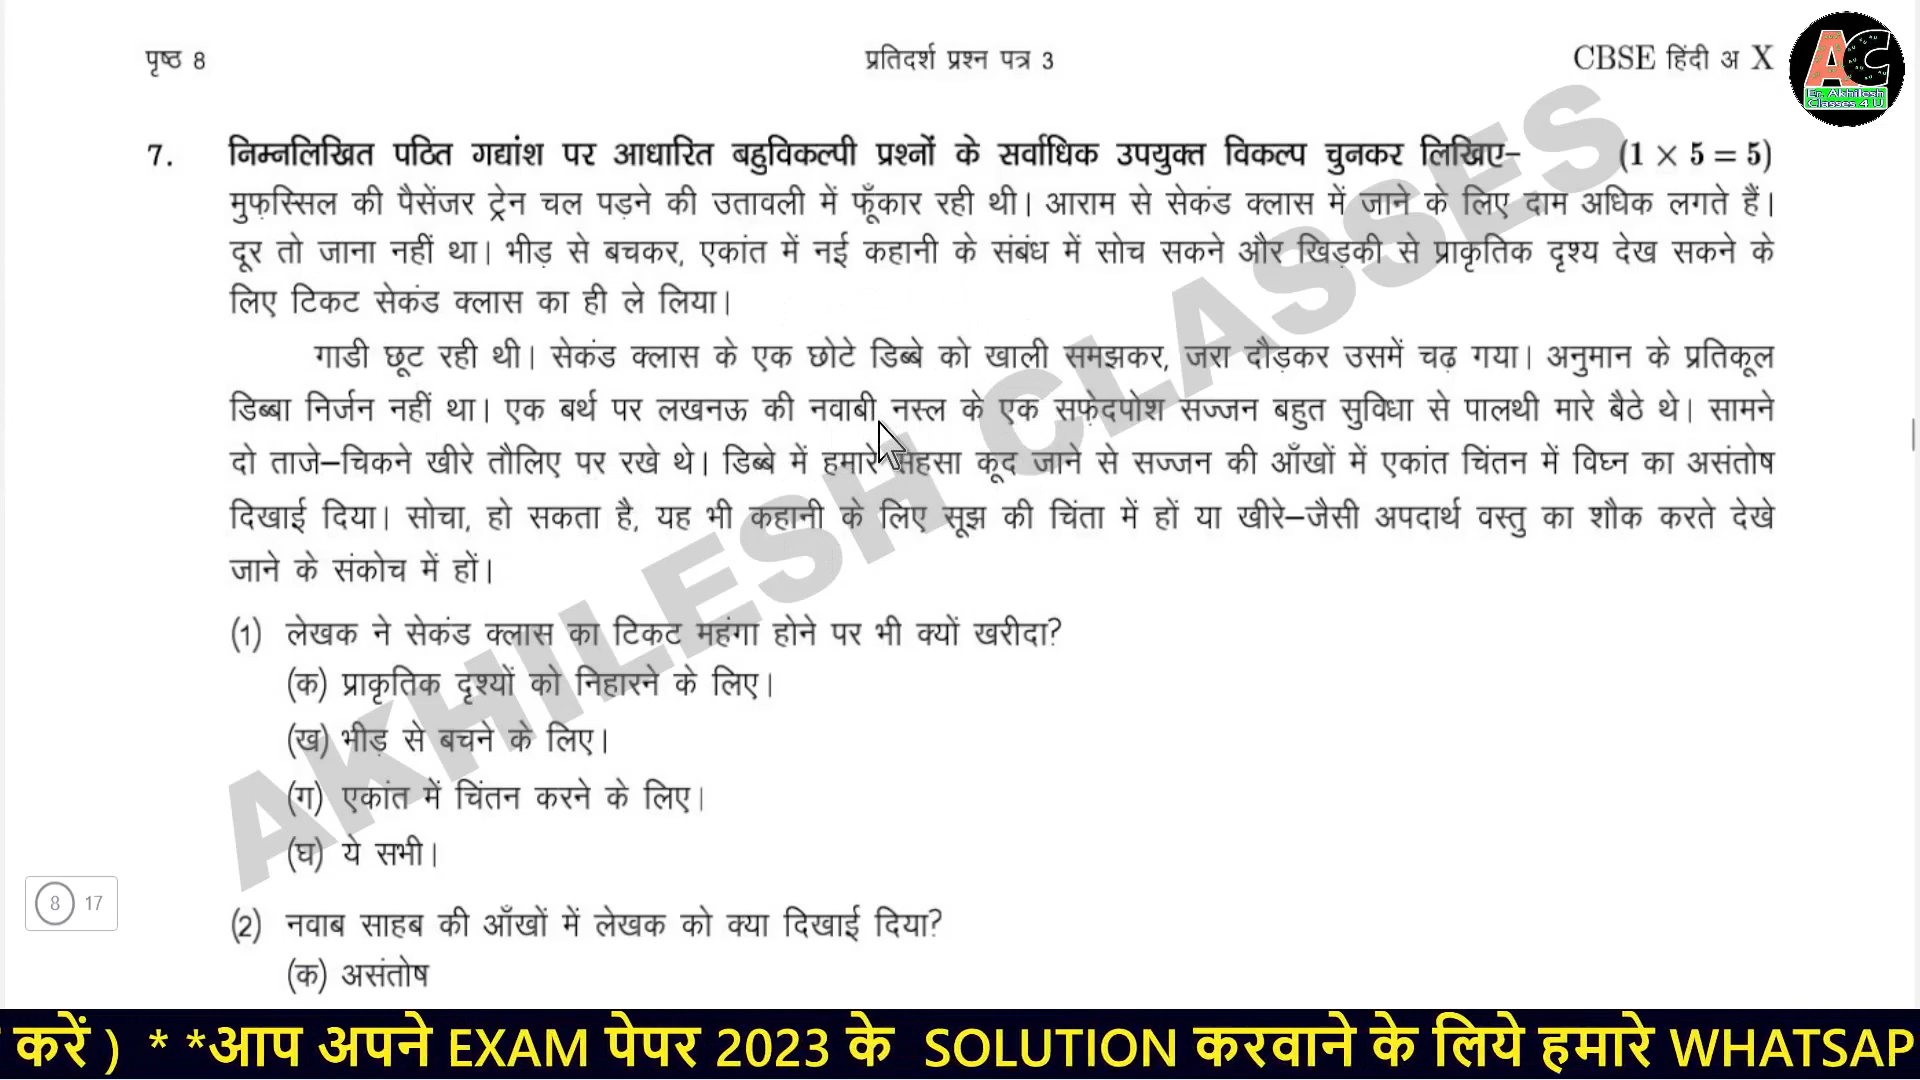 पृष्ठ 8 प्रतिदर्श प्रश्न पत्र 3 CBSE हिंदी अ X
AC
Er. Akhilesh
Classes 4 U
7. निम्नलिखित पठित गद्यांश पर आधारित बहुविकल्पी प्रश्नों के सर्वाधिक उपयुक्त विकल्प चुनकर लिखिए– (1 × 5 = 5)
मुफ़स्सिल की पैसेंजर ट्रेन चल पड़ने की उतावली में फूँकार रही थी। आराम से सेकंड क्लास में जाने के लिए दाम अधिक लगते हैं।
दूर तो जाना नहीं था। भीड़ से बचकर, एकांत में नई कहानी के संबंध में सोच सकने और खिड़की से प्राकृतिक दृश्य देख सकने के
लिए टिकट सेकंड क्लास का ही ले लिया।
गाडी छूट रही थी। सेकंड क्लास के एक छोटे डिब्बे को खाली समझकर, जरा दौड़कर उसमें चढ़ गया। अनुमान के प्रतिकूल
डिब्बा निर्जन नहीं था। एक बर्थ पर लखनऊ की नवाबी नस्ल के एक सफ़ेदपोश सज्जन बहुत सुविधा से पालथी मारे बैठे थे। सामने
दो ताजे–चिकने खीरे तौलिए पर रखे थे। डिब्बे में हमारे सहसा कूद जाने से सज्जन की आँखों में एकांत चिंतन में विघ्न का असंतोष
दिखाई दिया। सोचा, हो सकता है, यह भी कहानी के लिए सूझ की चिंता में हों या खीरे–जैसी अपदार्थ वस्तु का शौक करते देखे
जाने के संकोच में हों।
(1) लेखक ने सेकंड क्लास का टिकट महंगा होने पर भी क्यों खरीदा?
(क) प्राकृतिक दृश्यों को निहारने के लिए।
(ख) भीड़ से बचने के लिए।
(ग) एकांत में चिंतन करने के लिए।
(घ) ये सभी।
(2) नवाब साहब की आँखों में लेखक को क्या दिखाई दिया?
(क) असंतोष
AKHILESH CLASSES
8 17
करें ) * *आप अपने EXAM पेपर 2023 के SOLUTION करवाने के लिये हमारे WHATSAP